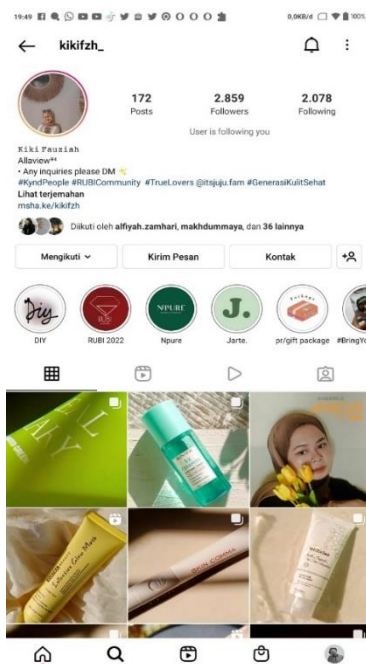 19:49
0,0KB/d
100%
kikifzh_
172
Posts
2.859
Followers
2.078
Following
User is following you
Kiki Fauziah
Allaview
• Any inquiries please DM
#KyndPeople #RUBICommunity #TrueLovers @itsjuju.fam #GenerasiKulitSehat
Lihat terjemahan
msha.ke/kikifzh
Diikuti oleh alfiyah.zamhari, makhdummaya, dan 36 lainnya
Mengikuti
Kirim Pesan
Kontak
Diy
RUBI
NPURE
J.
DIY
RUBI 2022
Npure
Jarte.
pr/gift package
#BringYo
SKIN COMMA